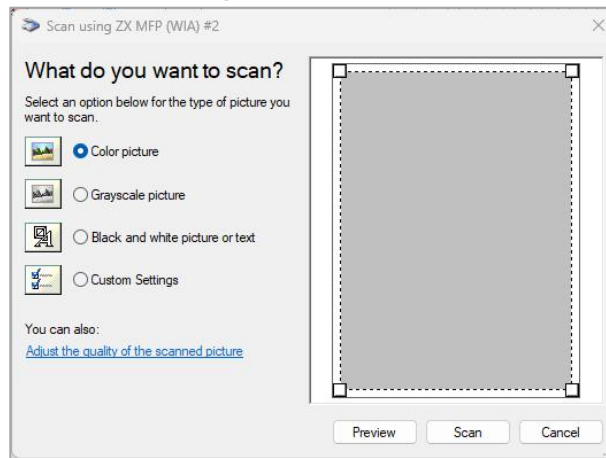 Scan using ZX MFP (WIA) #2
What do you want to scan?
Select an option below for the type of picture you
want to scan.
Color picture
Grayscale picture
Black and white picture or text
Custom Settings
You can also:
Adjust the quality of the scanned picture
Preview
Scan
Cancel